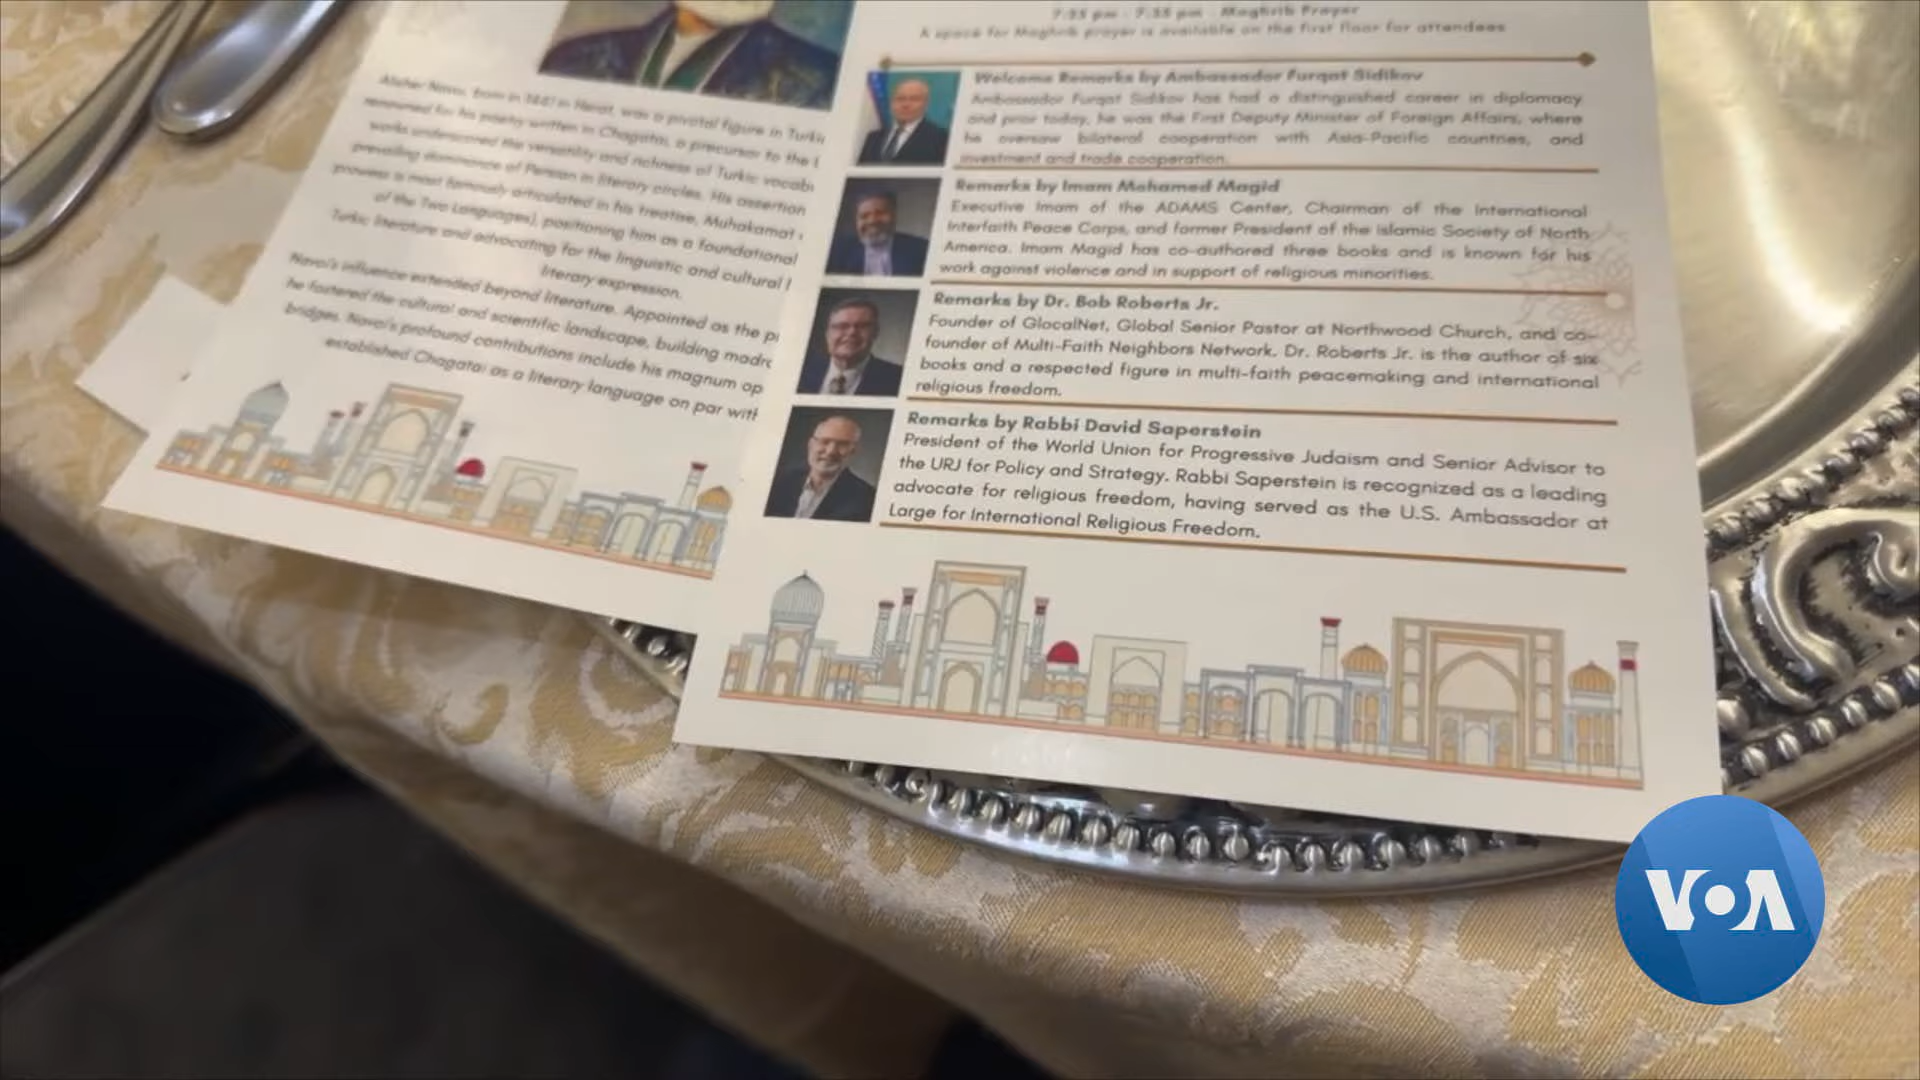 Alisher Navoi, born in 1441 in Herat, was a pivotal figure in Turkic
renowned for his poetry written in Chagatai, a precursor to the
works underscored the versatility and richness of Turkic
prevailing dominance of Persian in literary circles. His assertion
prowess is most famously articulated in his treatise, Muhakamat
of the Two Languages), positioning him as a foundational
Turkic literature and advocating for the linguistic and cultural
literary expression.
Navoi's influence extended beyond literature. Appointed as the
he fostered the cultural and scientific landscape, building
bridges. Navoi's profound contributions include his magnum
established Chagatai as a literary language on par with
7:35 pm - 7:55 pm - Maghrib Prayer
A space for Maghrib prayer is available on the first floor for attendees
Welcome Remarks by Ambassador Furqat Sidikov
Ambassador Furqat Sidikov has had a distinguished career in diplomacy
and prior today, he was the First Deputy Minister of Foreign Affairs, where
he oversaw bilateral cooperation with Asia-Pacific countries, and
investment and trade cooperation.
Remarks by Imam Mohamed Magid
Executive Imam of the ADAMS Center, Chairman of the International
Interfaith Peace Corps, and former President of the Islamic Society of North
America. Imam Magid has co-authored three books and is known for his
work against violence and in support of religious minorities.
Remarks by Dr. Bob Roberts Jr.
Founder of GlocalNet, Global Senior Pastor at Northwood Church, and co-
founder of Multi-Faith Neighbors Network. Dr. Roberts Jr. is the author of six
books and a respected figure in multi-faith peacemaking and international
religious freedom.
Remarks by Rabbi David Saperstein
President of the World Union for Progressive Judaism and Senior Advisor to
the URJ for Policy and Strategy. Rabbi Saperstein is recognized as a leading
advocate for religious freedom, having served as the U.S. Ambassador at
Large for International Religious Freedom.
VOA